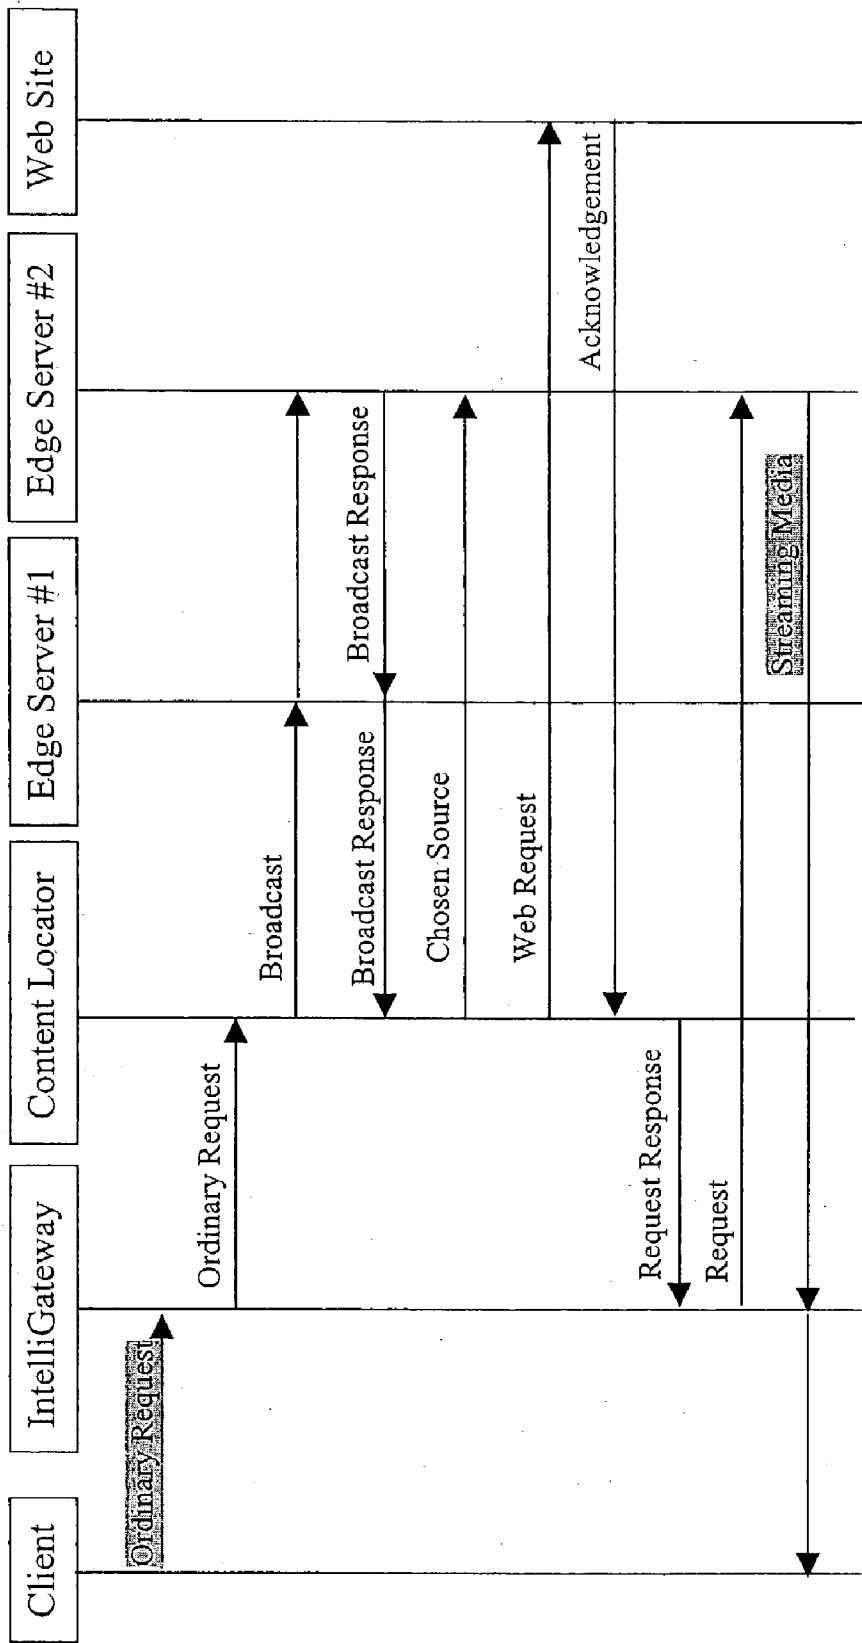 Client
IntelliGateway
Content Locator
Edge Server #1
Edge Server #2
Web Site
Ordinary Request
Ordinary Request
Broadcast
Broadcast Response
Broadcast Response
Chosen Source
Web Request
Acknowledgement
Request Response
Request
Streaming Media